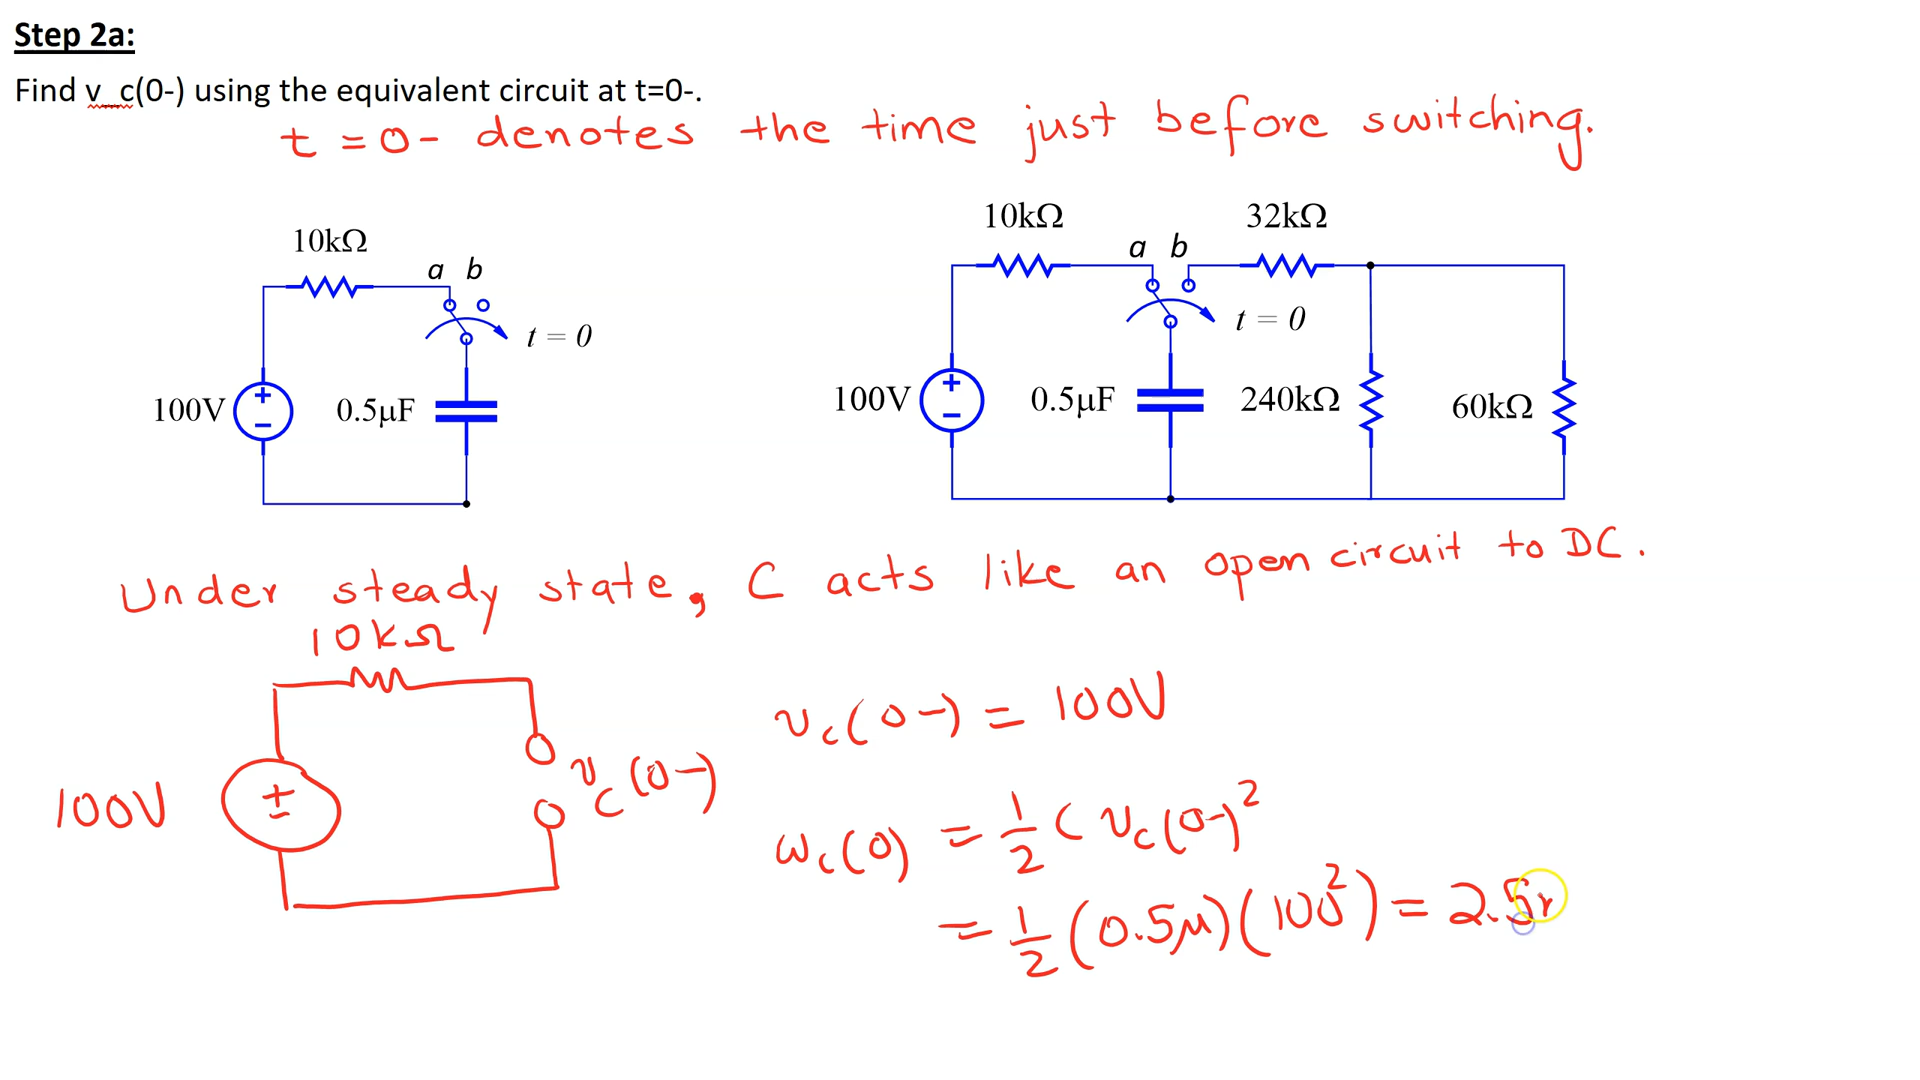 Step 2a:
Find v_c(0-) using the equivalent circuit at t=0-.
t = 0- denotes the time just before switching.
10kΩ
a b
t = 0
100V
0.5µF
10kΩ
32kΩ
a b
t = 0
100V
0.5µF
240kΩ
60kΩ
Under steady state, C acts like an open circuit to DC.
10kΩ
100V
v_c(0-)
v_c(0-) = 100V
w_c(0) = 1/2 C v_c(0-)²
= 1/2 (0.5µ)(100²) = 2.5